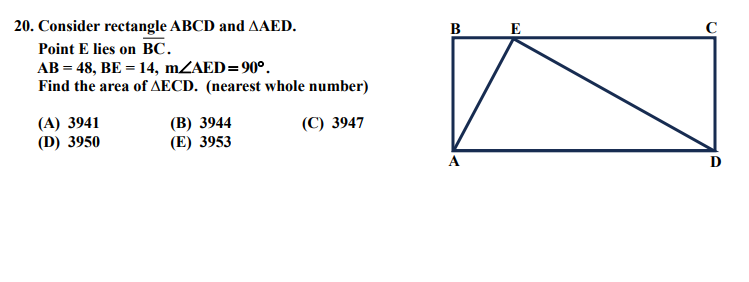 20. Consider rectangle ABCD and ΔAED.
Point E lies on BC.
AB = 48, BE = 14, m∠AED=90°.
Find the area of ΔECD. (nearest whole number)
(A) 3941 (B) 3944 (C) 3947
(D) 3950 (E) 3953
B E C
A D